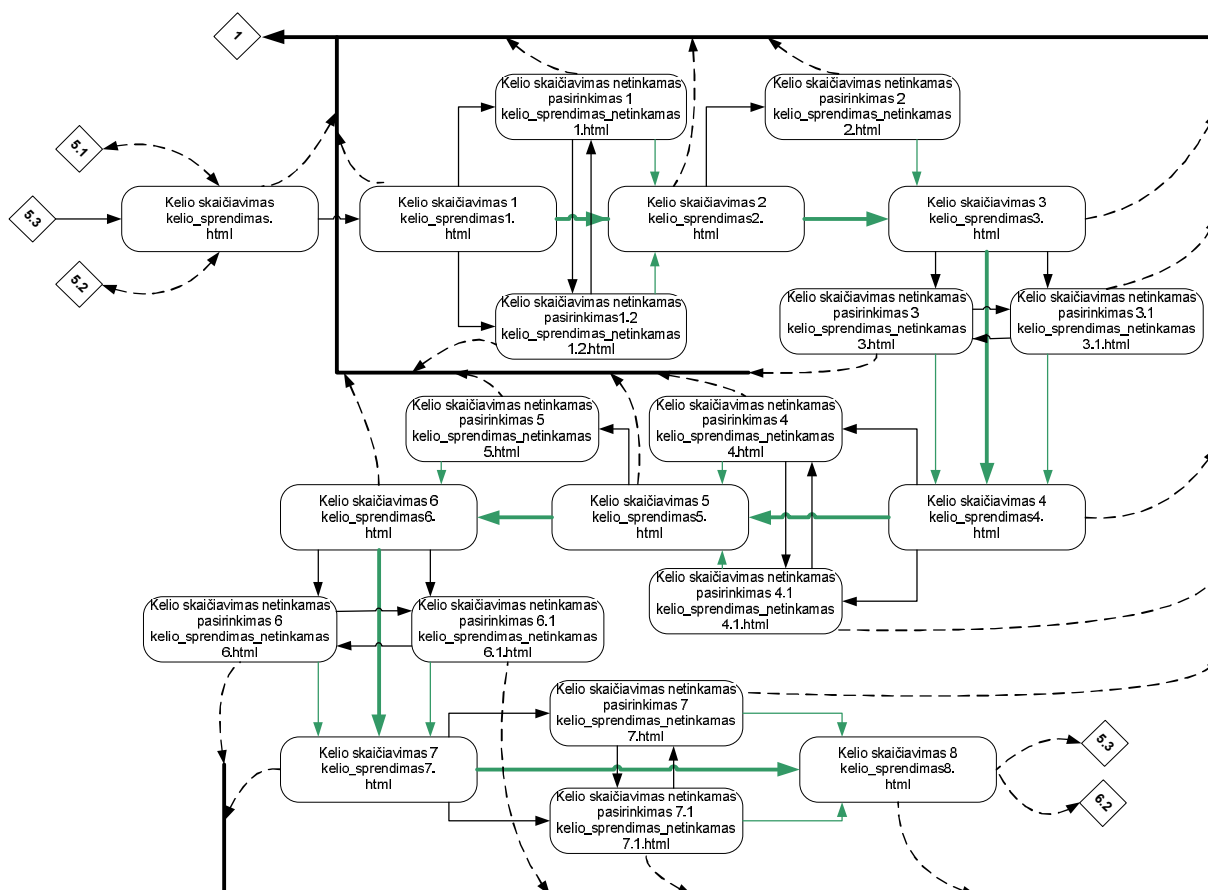 1
Kelio skaičiavimas netinkamas
pasirinkimas 1
kelio_sprendimas_netinkamas
1.html
Kelio skaičiavimas netinkamas
pasirinkimas 2
kelio_sprendimas_netinkamas
2.html
5.1
5.3
Kelio skaičiavimas
kelio_sprendimas.
html
Kelio skaičiavimas 1
kelio_sprendimas1.
html
Kelio skaičiavimas 2
kelio_sprendimas2.
html
Kelio skaičiavimas 3
kelio_sprendimas3.
html
5.2
Kelio skaičiavimas netinkamas
pasirinkimas1.2
kelio_sprendimas_netinkamas
1.2.html
Kelio skaičiavimas netinkamas
pasirinkimas 3
kelio_sprendimas_netinkamas
3.html
Kelio skaičiavimas netinkamas
pasirinkimas 3.1
kelio_sprendimas_netinkamas
3.1.html
Kelio skaičiavimas netinkamas
pasirinkimas 5
kelio_sprendimas_netinkamas
5.html
Kelio skaičiavimas netinkamas
pasirinkimas 4
kelio_sprendimas_netinkamas
4.html
Kelio skaičiavimas 6
kelio_sprendimas6.
html
Kelio skaičiavimas 5
kelio_sprendimas5.
html
Kelio skaičiavimas 4
kelio_sprendimas4.
html
Kelio skaičiavimas netinkamas
pasirinkimas 4.1
kelio_sprendimas_netinkamas
4.1.html
Kelio skaičiavimas netinkamas
pasirinkimas 6
kelio_sprendimas_netinkamas
6.html
Kelio skaičiavimas netinkamas
pasirinkimas 6.1
kelio_sprendimas_netinkamas
6.1.html
Kelio skaičiavimas netinkamas
pasirinkimas 7
kelio_sprendimas_netinkamas
7.html
Kelio skaičiavimas 7
kelio_sprendimas7.
html
Kelio skaičiavimas 8
kelio_sprendimas8.
html
5.3
6.2
Kelio skaičiavimas netinkamas
pasirinkimas 7.1
kelio_sprendimas_netinkamas
7.1.html